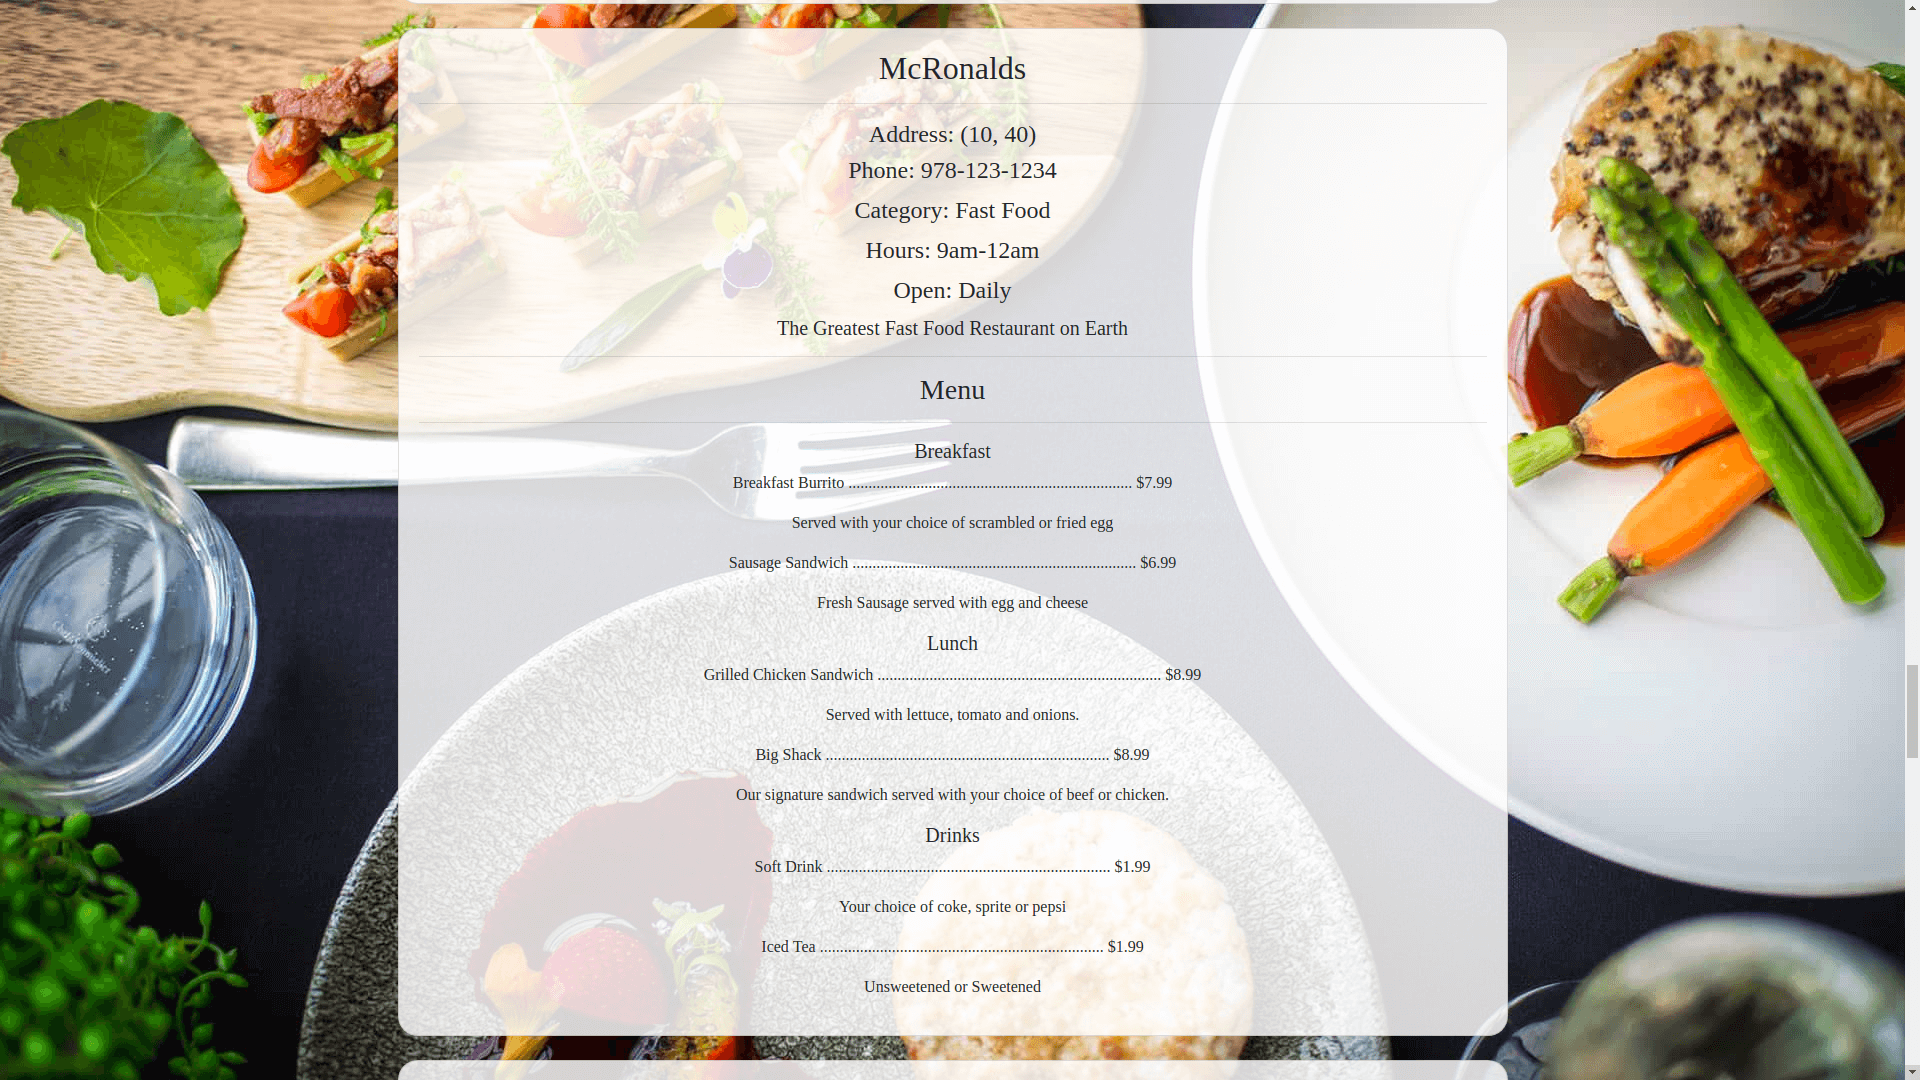 McRonalds
Address: (10, 40)
Phone: 978-123-1234
Category: Fast Food
Hours: 9am-12am
Open: Daily
The Greatest Fast Food Restaurant on Earth
Menu
Breakfast
Breakfast Burrito ....................................................................... $7.99
Served with your choice of scrambled or fried egg
Sausage Sandwich ....................................................................... $6.99
Fresh Sausage served with egg and cheese
Lunch
Grilled Chicken Sandwich ....................................................................... $8.99
Served with lettuce, tomato and onions.
Big Shack ....................................................................... $8.99
Our signature sandwich served with your choice of beef or chicken.
Drinks
Soft Drink ....................................................................... $1.99
Your choice of coke, sprite or pepsi
Iced Tea ....................................................................... $1.99
Unsweetened or Sweetened